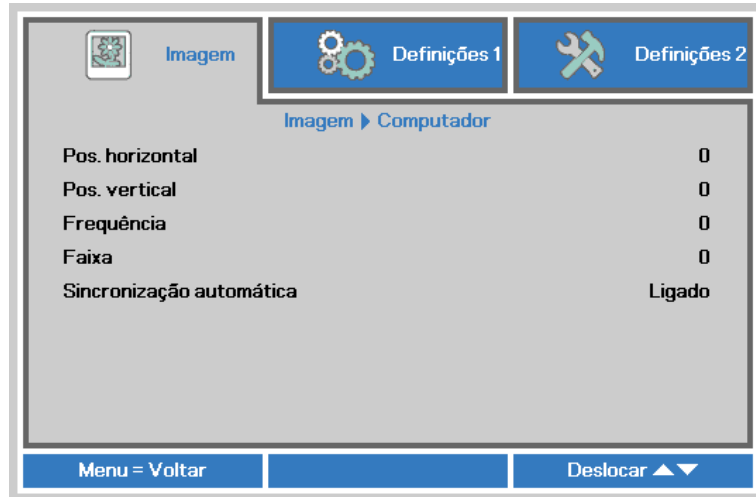 Imagem
Definições 1
Definições 2
Imagem ▶ Computador
Pos. horizontal 0
Pos. vertical 0
Frequência 0
Faixa 0
Sincronização automática Ligado
Menu = Voltar
Deslocar ▲▼